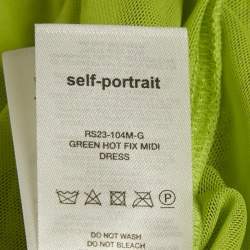 self-portrait
RS23-104M-G
GREEN HOT FIX MIDI
DRESS
P
DO NOT WASH
DO NOT BLEACH